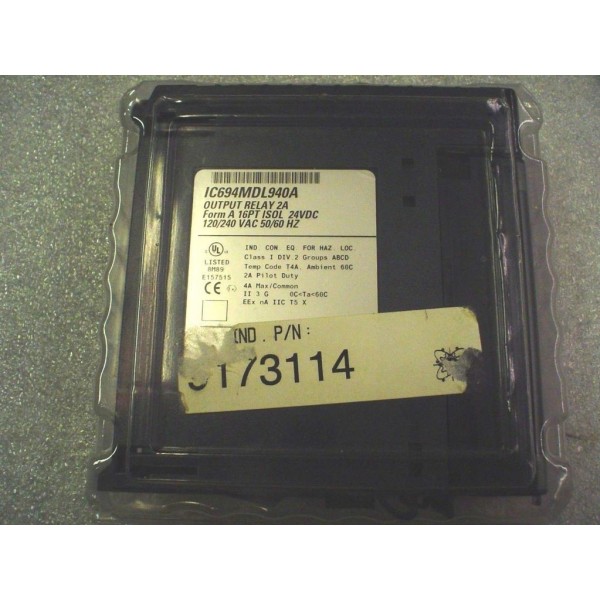 IC694MDL940A
OUTPUT RELAY 2A
Form A 16PT ISOL 24VDC
120/240 VAC 50/60 HZ
UL
LISTED
E157515
CE
IND CON EQ FOR HAZ LOC
Class I DIV 2 Groups ABCD
Temp Code T4A, Ambient 60C
2A Pilot Duty
4A Max/Common
II 3 G 0C<Ta<60C
EEx nA IIC T5 X
IND. P/N:
173114